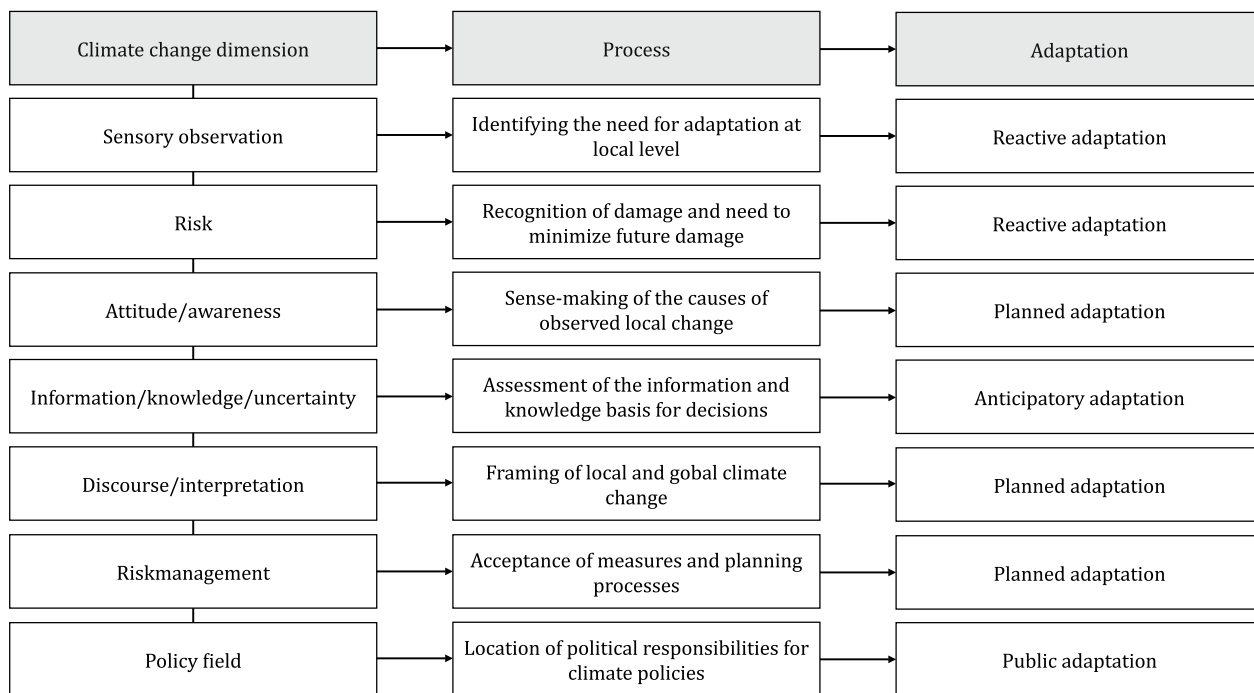 Climate change dimension
Process
Adaptation
Sensory observation
Identifying the need for adaptation at
local level
Reactive adaptation
Risk
Recognition of damage and need to
minimize future damage
Reactive adaptation
Attitude/awareness
Sense-making of the causes of
observed local change
Planned adaptation
Information/knowledge/uncertainty
Assessment of the information and
knowledge basis for decisions
Anticipatory adaptation
Discourse/interpretation
Framing of local and gobal climate
change
Planned adaptation
Riskmanagement
Acceptance of measures and planning
processes
Planned adaptation
Policy field
Location of political responsibilities for
climate policies
Public adaptation